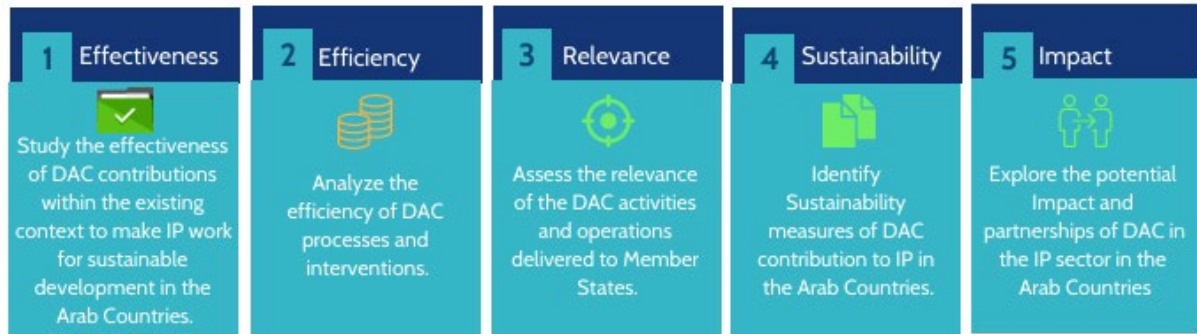 1 Effectiveness
Study the effectiveness
of DAC contributions
within the existing
context to make IP work
for sustainable
development in the
Arab Countries.
2 Efficiency
Analyze the
efficiency of DAC
processes and
interventions.
3 Relevance
Assess the relevance
of the DAC activities
and operations
delivered to Member
States.
4 Sustainability
Identify
Sustainability
measures of DAC
contribution to IP in
the Arab Countries.
5 Impact
Explore the potential
Impact and
partnerships of DAC in
the IP sector in the
Arab Countries